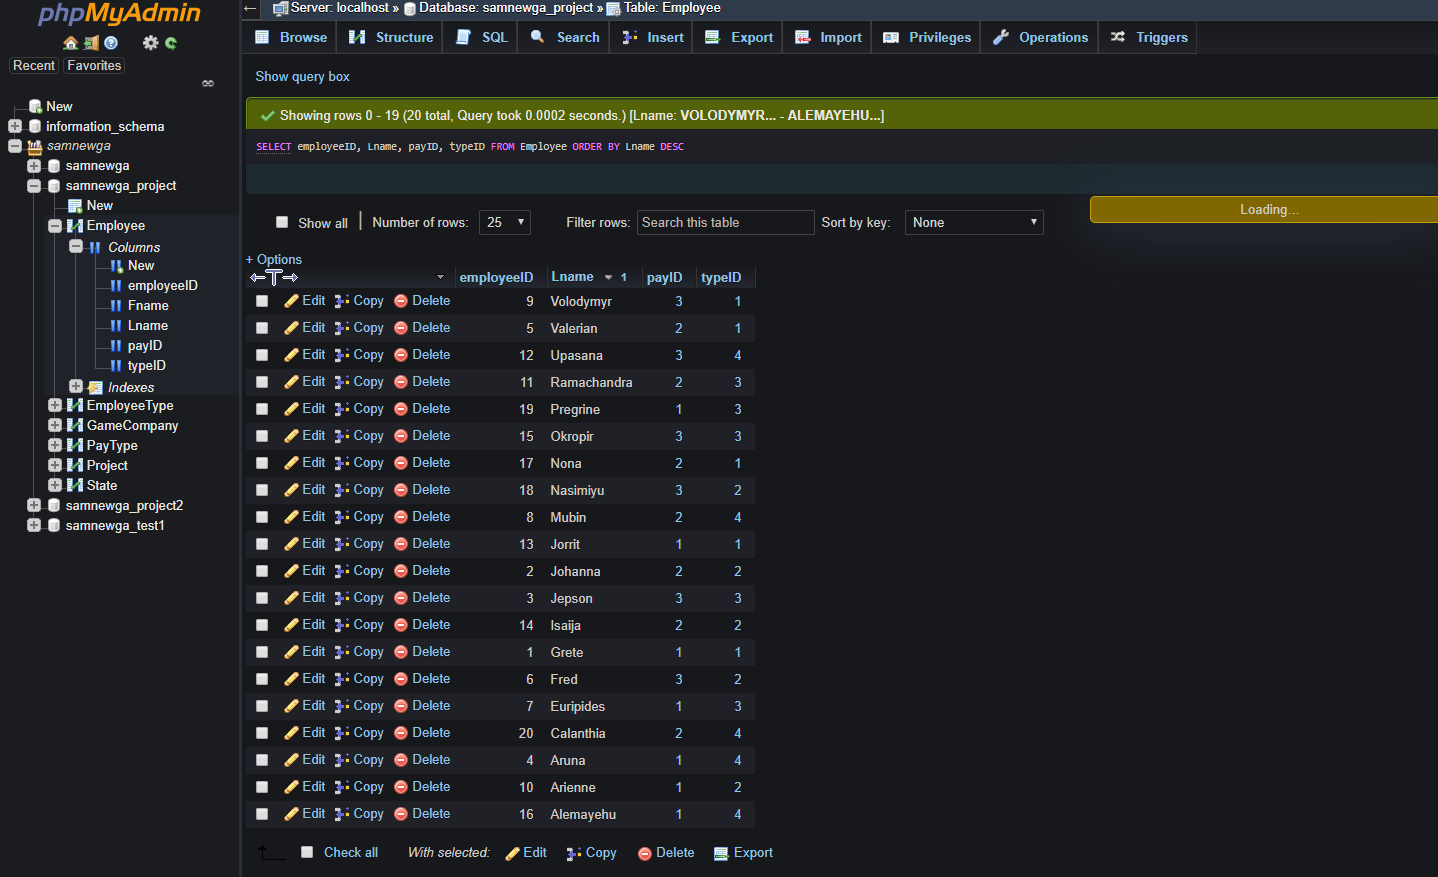 phpMyAdmin
Recent Favorites
New
information_schema
samnewga
samnewga
samnewga_project
New
Employee
Columns
New
employeeID
Fname
Lname
payID
typeID
Indexes
EmployeeType
GameCompany
PayType
Project
State
samnewga_project2
samnewga_test1
Server: localhost » Database: samnewga_project » Table: Employee
Browse Structure SQL Search Insert Export Import Privileges Operations Triggers
Show query box
Showing rows 0 - 19 (20 total, Query took 0.0002 seconds.) [Lname: VOLODYMYR... - ALEMAYEHU...]
SELECT employeeID, Lname, payID, typeID FROM Employee ORDER BY Lname DESC
Loading...
Show all | Number of rows: 25 Filter rows: Search this table Sort by key: None
+ Options
←T→ employeeID Lname 1 payID typeID
Edit Copy Delete 9 Volodymyr 3 1
Edit Copy Delete 5 Valerian 2 1
Edit Copy Delete 12 Upasana 3 4
Edit Copy Delete 11 Ramachandra 2 3
Edit Copy Delete 19 Pregrine 1 3
Edit Copy Delete 15 Okropir 3 3
Edit Copy Delete 17 Nona 2 1
Edit Copy Delete 18 Nasimiyu 3 2
Edit Copy Delete 8 Mubin 2 4
Edit Copy Delete 13 Jorrit 1 1
Edit Copy Delete 2 Johanna 2 2
Edit Copy Delete 3 Jepson 3 3
Edit Copy Delete 14 Isaija 2 2
Edit Copy Delete 1 Grete 1 1
Edit Copy Delete 6 Fred 3 2
Edit Copy Delete 7 Euripides 1 3
Edit Copy Delete 20 Calanthia 2 4
Edit Copy Delete 4 Aruna 1 4
Edit Copy Delete 10 Arienne 1 2
Edit Copy Delete 16 Alemayehu 1 4
Check all With selected: Edit Copy Delete Export